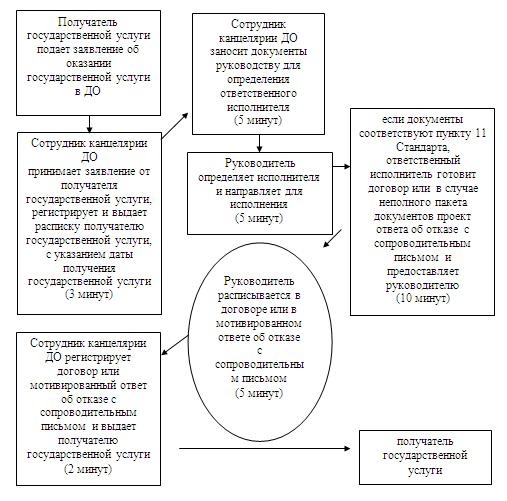 Получатель
государственной услуги
подает заявление об
оказании
государственной услуги
в ДО
Сотрудник канцелярии
ДО
принимает заявление от
получателя
государственной услуги,
регистрирует и выдает
расписку получателю
государственной услуги,
с указанием даты
получения
государственной услуги
(3 минут)
Сотрудник
канцелярии ДО
заносит документы
руководству для
определения
ответственного
исполнителя
(5 минут)
Руководитель
определяет исполнителя
и направляет для
исполнения
(5 минут)
если документы
соответствуют пункту 11
Стандарта,
ответственный
исполнитель готовит
договор или в случае
неполного пакета
документов проект
ответа об отказе с
сопроводительным
письмом и
предоставляет
руководителю
(10 минут)
Руководитель
расписывается в
договоре или в
мотивированном
ответе об отказе
с
сопроводительны
м письмом
(5 минут)
Сотрудник канцелярии
ДО регистрирует
договор или
мотивированный ответ
об отказе с
сопроводительным
письмом и выдает
получателю
государственной услуги
(2 минут)
получатель
государственной
услуги